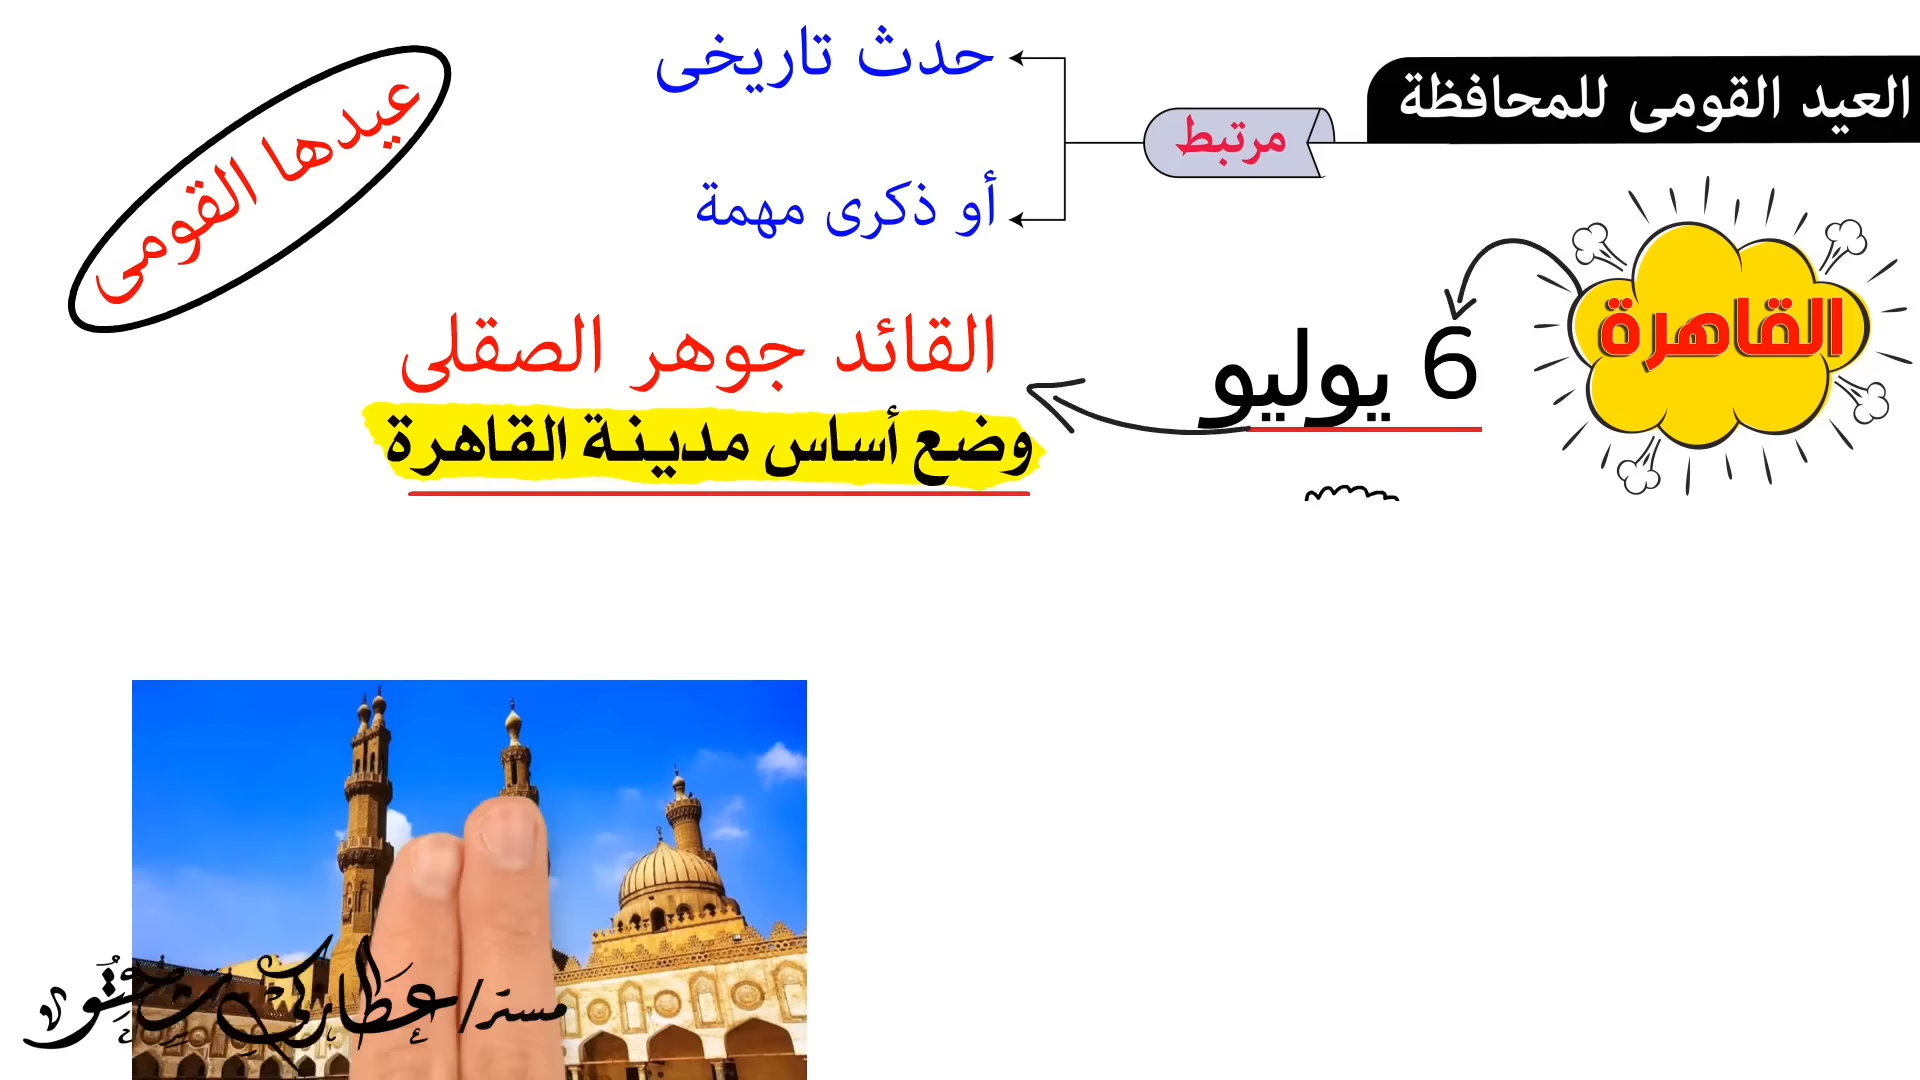 العيد القومى للمحافظة
مرتبط
حدث تاريخى
أو ذكرى مهمة
عيدها القومى
القاهرة
6 يوليو
القائد جوهر الصقلى
وضع أساس مدينة القاهرة
مستر/